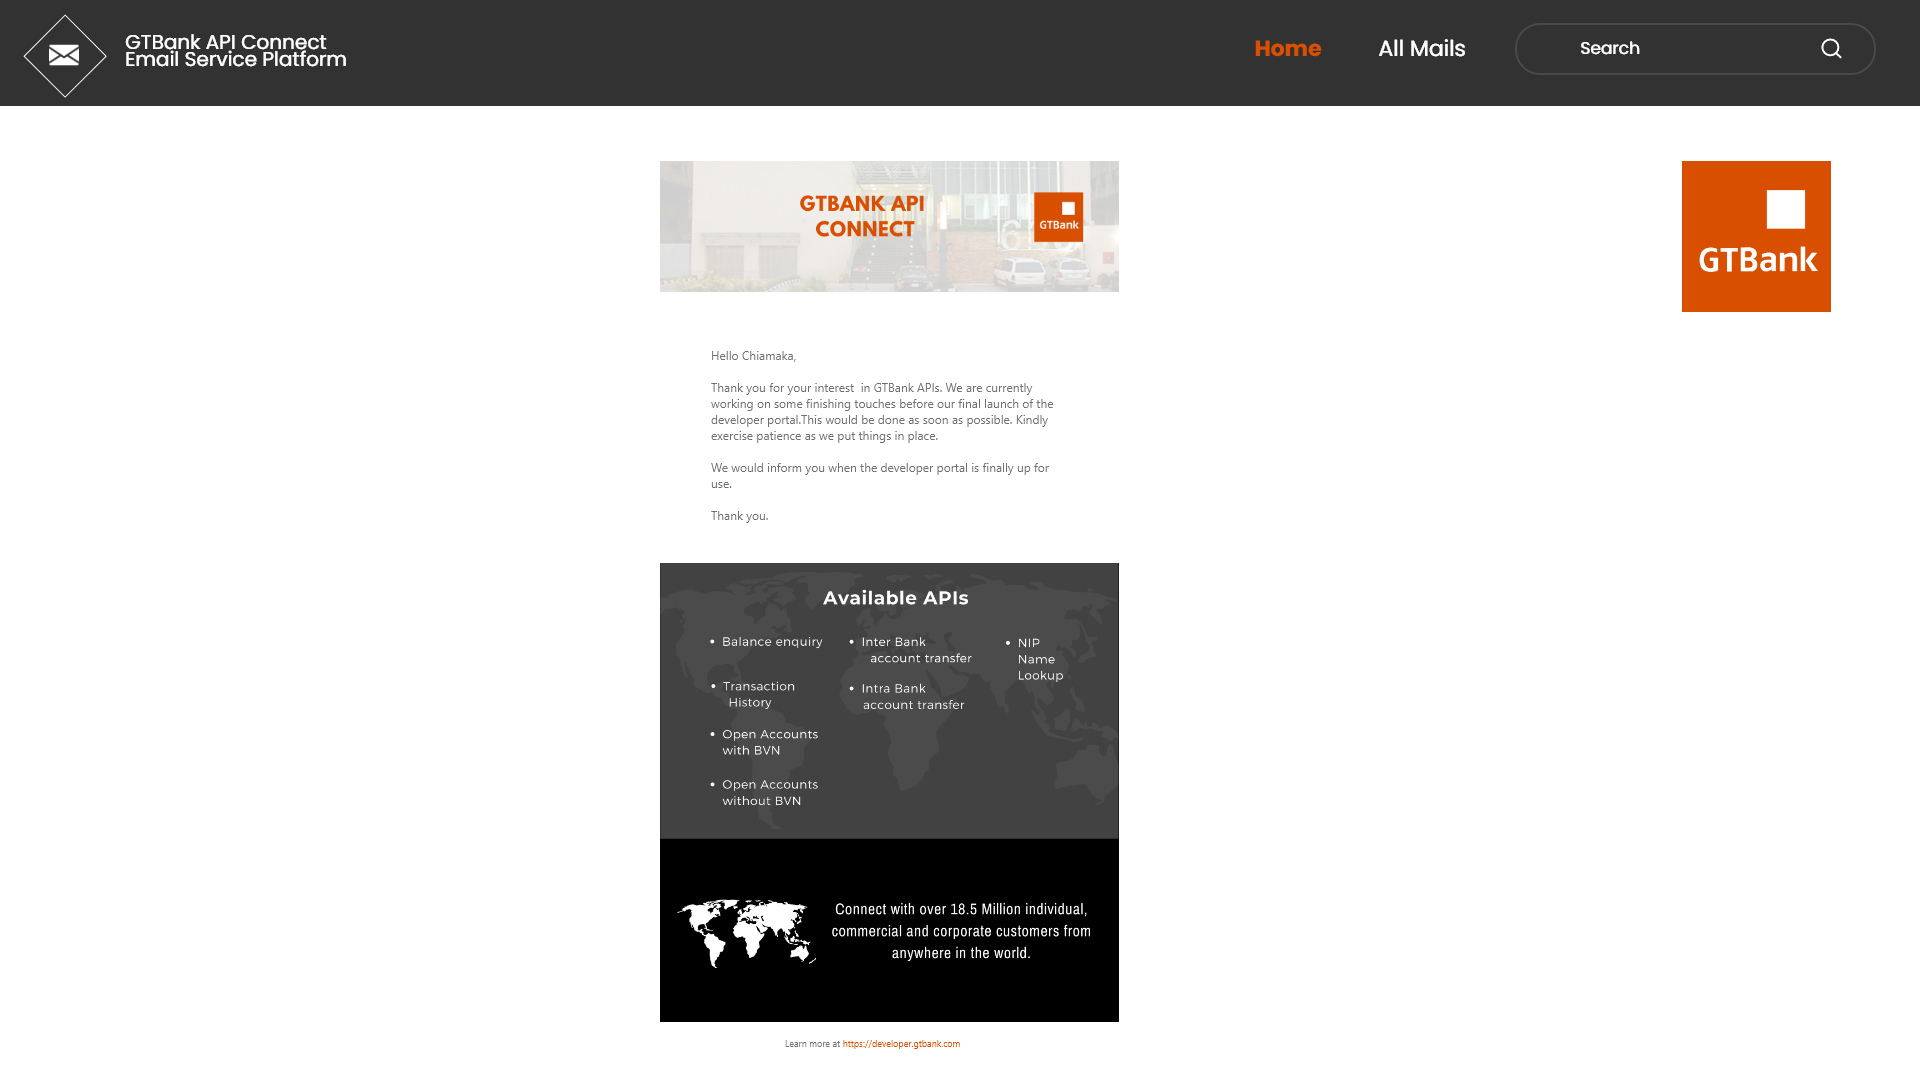 GTBank API Connect
Email Service Platform
Home
All Mails
Search
GTBANK API
CONNECT
GTBank
GTBank
Hello Chiamaka,
Thank you for your interest  in GTBank APIs. We are currently
working on some finishing touches before our final launch of the
developer portal.This would be done as soon as possible. Kindly
exercise patience as we put things in place.
We would inform you when the developer portal is finally up for
use.
Thank you.
Available APIs
• Balance enquiry
• Transaction
History
• Open Accounts
with BVN
• Open Accounts
without BVN
• Inter Bank
account transfer
• Intra Bank
account transfer
• NIP
Name
Lookup
Connect with over 18.5 Million individual,
commercial and corporate customers from
anywhere in the world.
Learn more at https://developer.gtbank.com